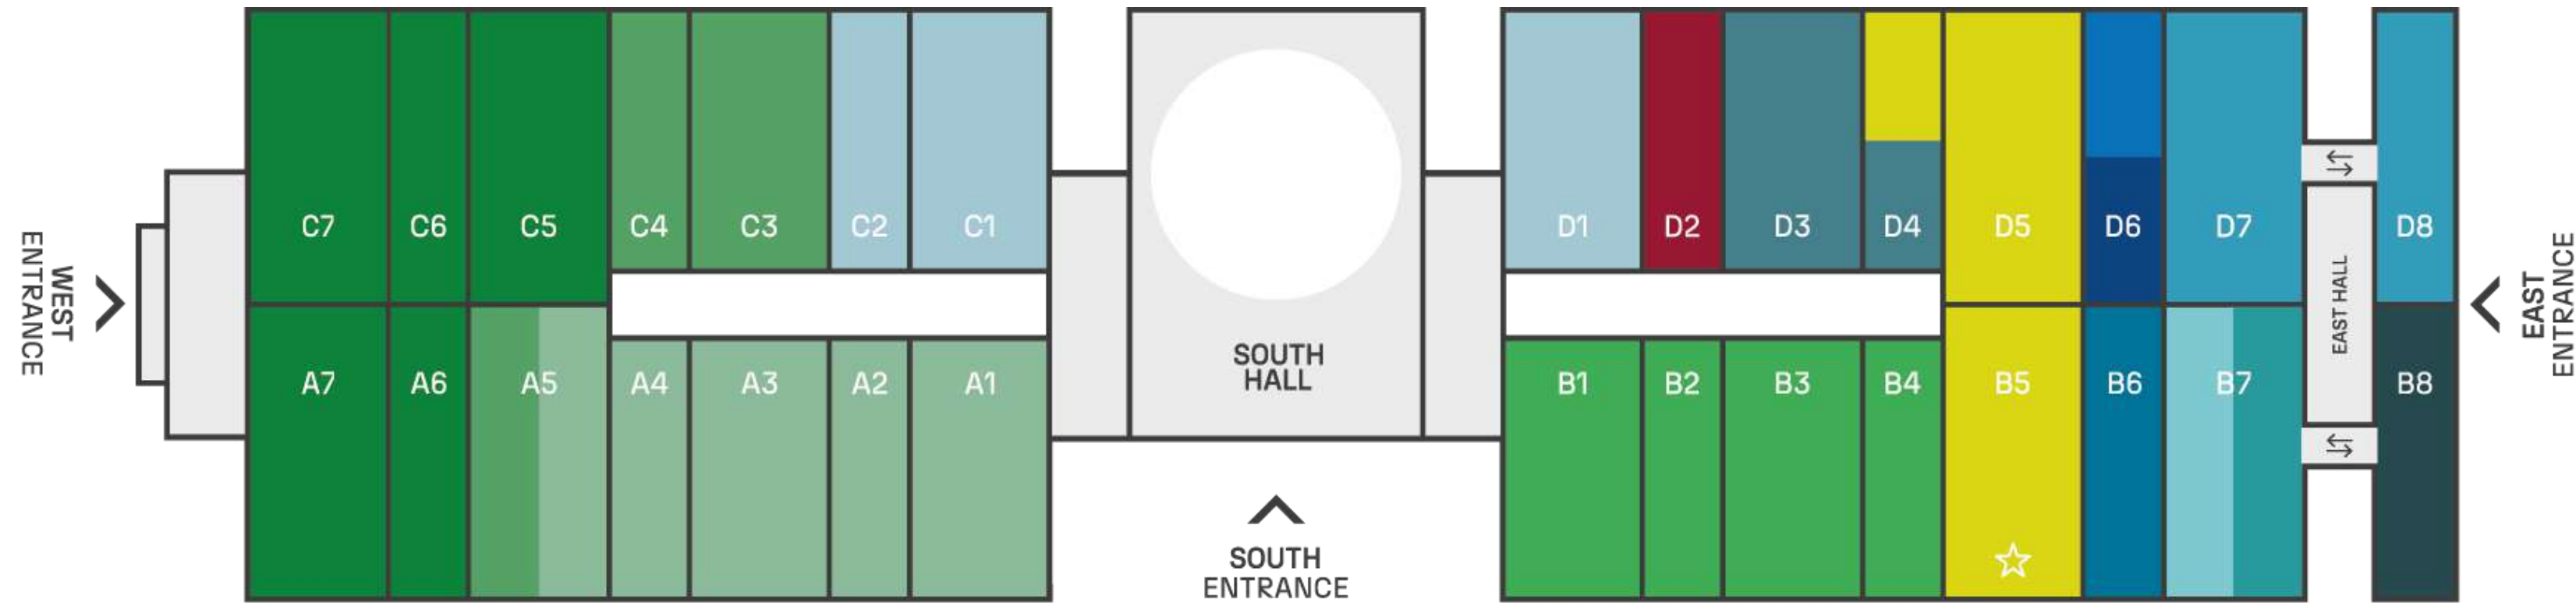 C7 C6 C5 C4 C3 C2 C1 D1 D2 D3 D4 D5 D6 D7 D8
WEST
ENTRANCE
EAST HALL
EAST
ENTRANCE
SOUTH
HALL
A7 A6 A5 A4 A3 A2 A1 B1 B2 B3 B4 B5 B6 B7 B8
SOUTH
ENTRANCE